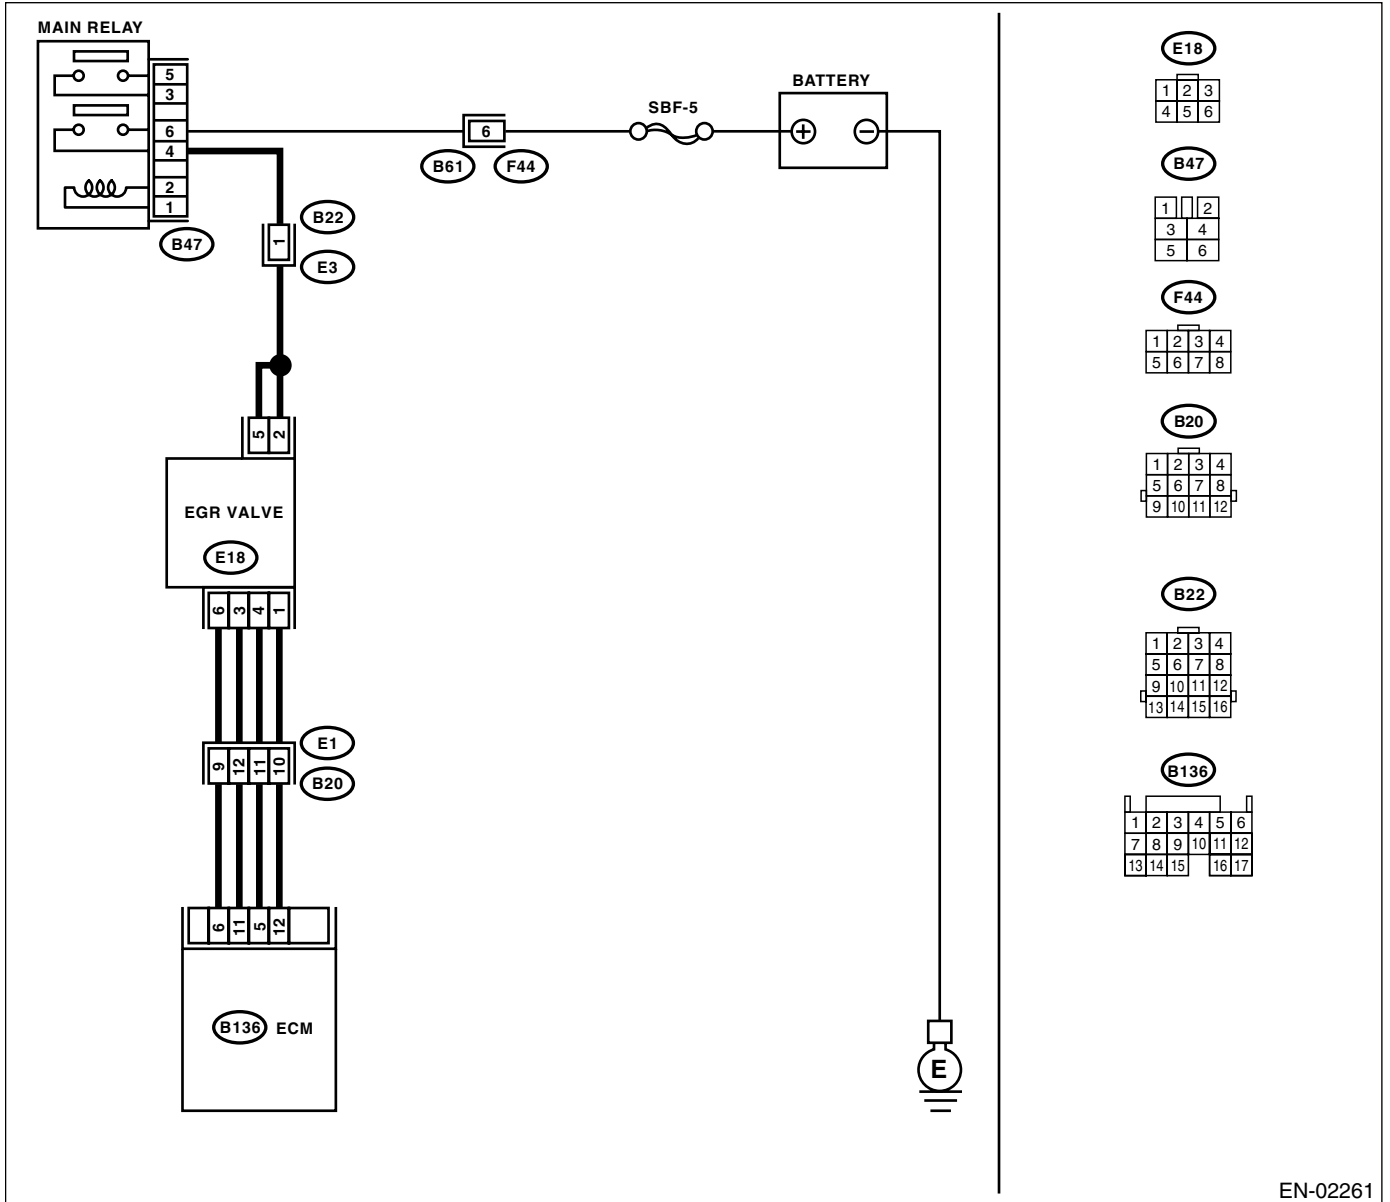 MAIN RELAY
5
3
6
4
2
1
B47
6
B61 F44
SBF-5
BATTERY
+ −
B22
1
E3
5 2
EGR VALVE
E18
6 3 4 1
E1
9 12 11 10
B20
6 11 5 12
B136 ECM
E
E18
1 2 3
4 5 6
B47
1 2
3 4
5 6
F44
1 2 3 4
5 6 7 8
B20
1 2 3 4
5 6 7 8
9 10 11 12
B22
1 2 3 4
5 6 7 8
9 10 11 12
13 14 15 16
B136
1 2 3 4 5 6
7 8 9 10 11 12
13 14 15 16 17
EN-02261